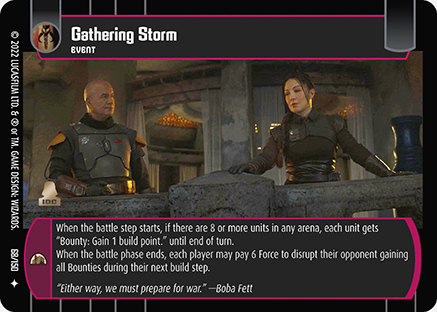 Gathering Storm
EVENT
When the battle step starts, if there are 8 or more units in any arena, each unit gets
"Bounty: Gain 1 build point." until end of turn.
When the battle phase ends, each player may pay 6 Force to disrupt their opponent gaining
all Bounties during their next build step.
"Either way, we must prepare for war." —Boba Fett
© 2022 LUCASFILM LTD. & ® or TM. GAME DESIGN: WIZARDS.